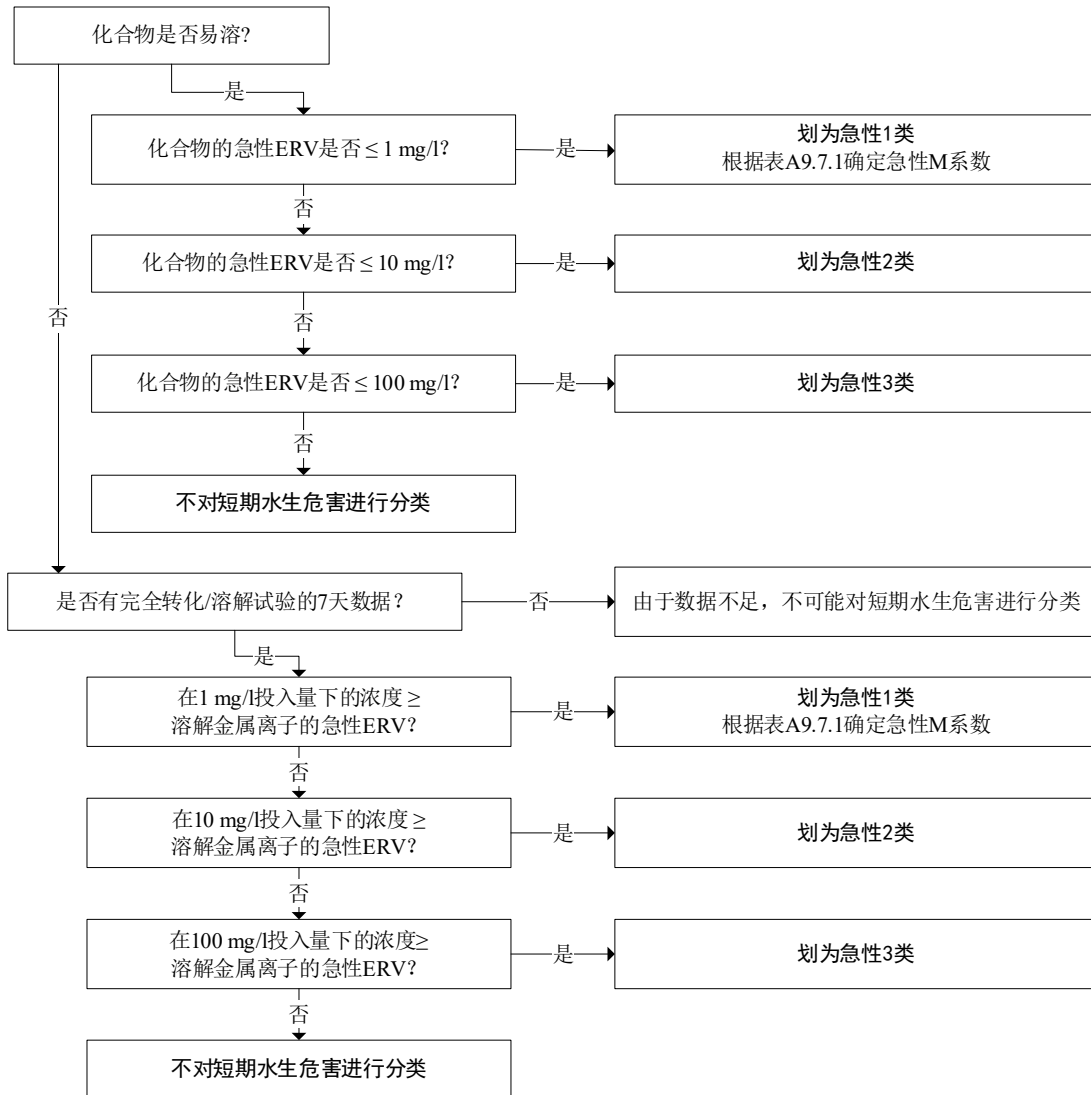 化合物是否易溶?
是
化合物的急性ERV是否 ≤ 1 mg/l?
是
划为急性1类
根据表A9.7.1确定急性M系数
否
化合物的急性ERV是否 ≤ 10 mg/l?
是
划为急性2类
否
否
化合物的急性ERV是否 ≤ 100 mg/l?
是
划为急性3类
否
不对短期水生危害进行分类
是否有完全转化/溶解试验的7天数据?
否
由于数据不足，不可能对短期水生危害进行分类
是
在1 mg/l投入量下的浓度 ≥
溶解金属离子的急性ERV?
是
划为急性1类
根据表A9.7.1确定急性M系数
否
在10 mg/l投入量下的浓度 ≥
溶解金属离子的急性ERV?
是
划为急性2类
否
在100 mg/l投入量下的浓度≥
溶解金属离子的急性ERV?
是
划为急性3类
否
不对短期水生危害进行分类